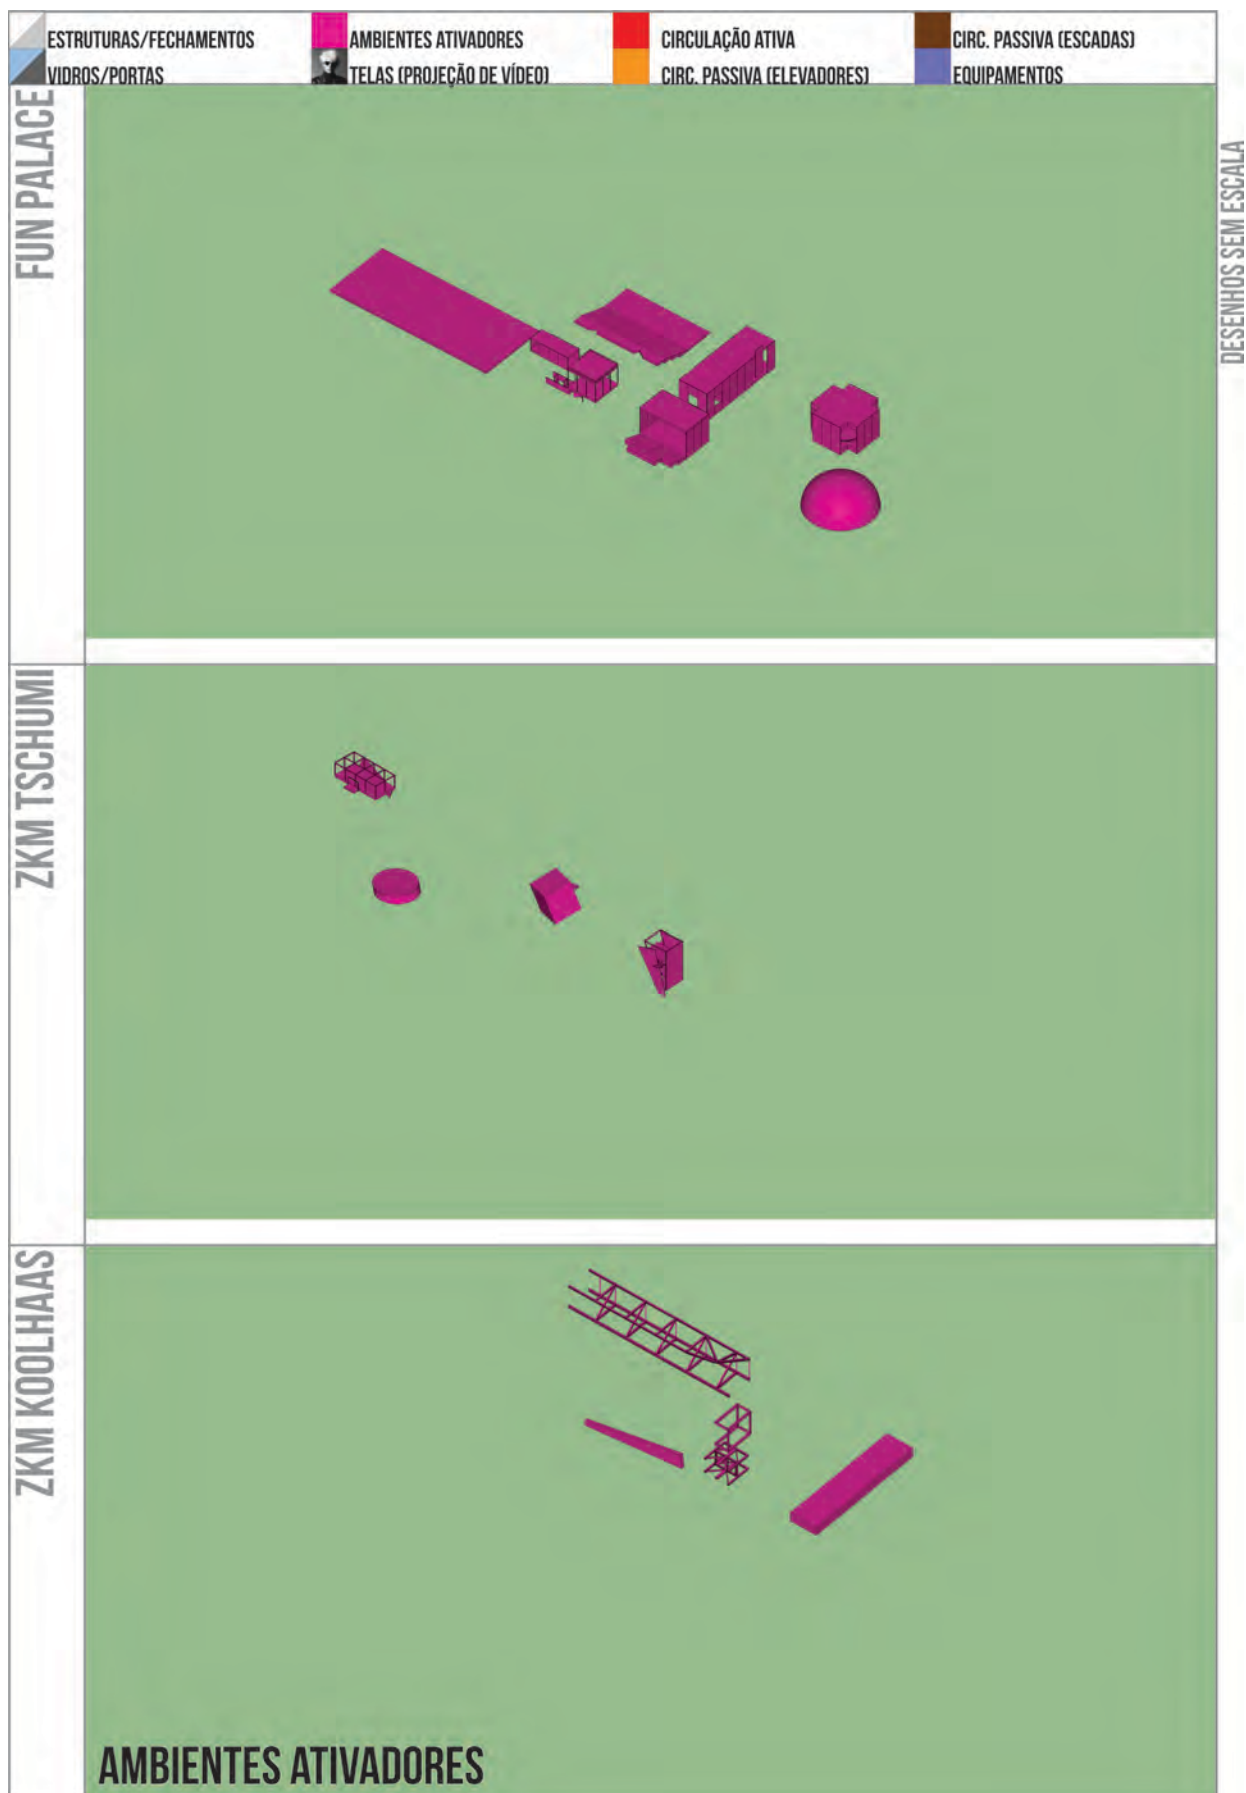 ESTRUTURAS/FECHAMENTOS
AMBIENTES ATIVADORES
CIRCULAÇÃO ATIVA
CIRC. PASSIVA (ESCADAS)
VIDROS/PORTAS
TELAS (PROJEÇÃO DE VÍDEO)
CIRC. PASSIVA (ELEVADORES)
EQUIPAMENTOS
FUN PALACE
DESENHOS SEM ESCALA
ZKM TSCHUMI
ZKM KOOLHAAS
AMBIENTES ATIVADORES